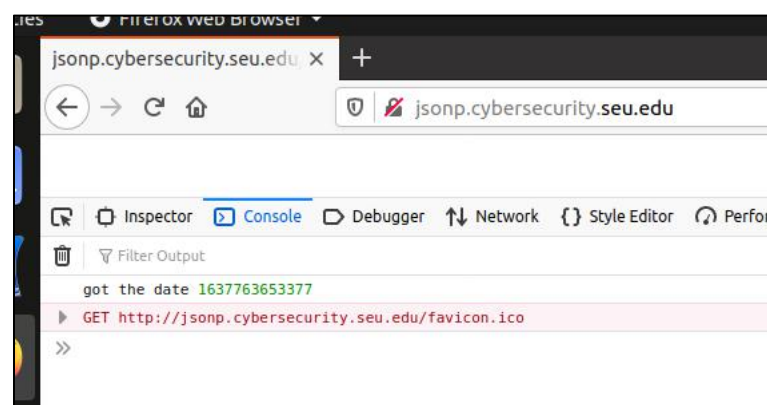 Firefox Web Browser
jsonp.cybersecurity.seu.edu
jsonp.cybersecurity.seu.edu
Inspector Console Debugger Network {} Style Editor
Filter Output
got the date 1637763653377
GET http://jsonp.cybersecurity.seu.edu/favicon.ico
»